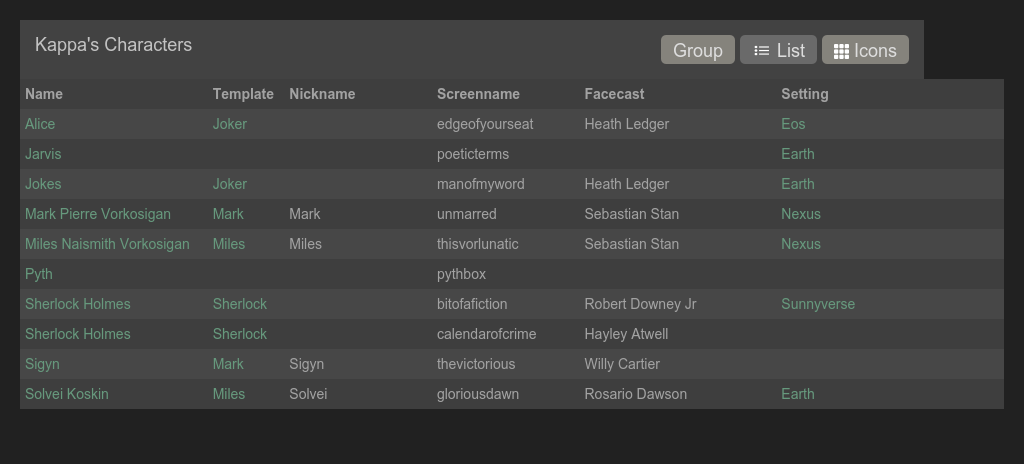 Kappa's Characters
Group List Icons
Name Template Nickname Screenname Facecast Setting
Alice Joker edgeofyourseat Heath Ledger Eos
Jarvis poeticterms Earth
Jokes Joker manofmyword Heath Ledger Earth
Mark Pierre Vorkosigan Mark Mark unmarred Sebastian Stan Nexus
Miles Naismith Vorkosigan Miles Miles thisvorlunatic Sebastian Stan Nexus
Pyth pythbox
Sherlock Holmes Sherlock bitofafiction Robert Downey Jr Sunnyverse
Sherlock Holmes Sherlock calendarofcrime Hayley Atwell
Sigyn Mark Sigyn thevictorious Willy Cartier
Solvei Koskin Miles Solvei gloriousdawn Rosario Dawson Earth